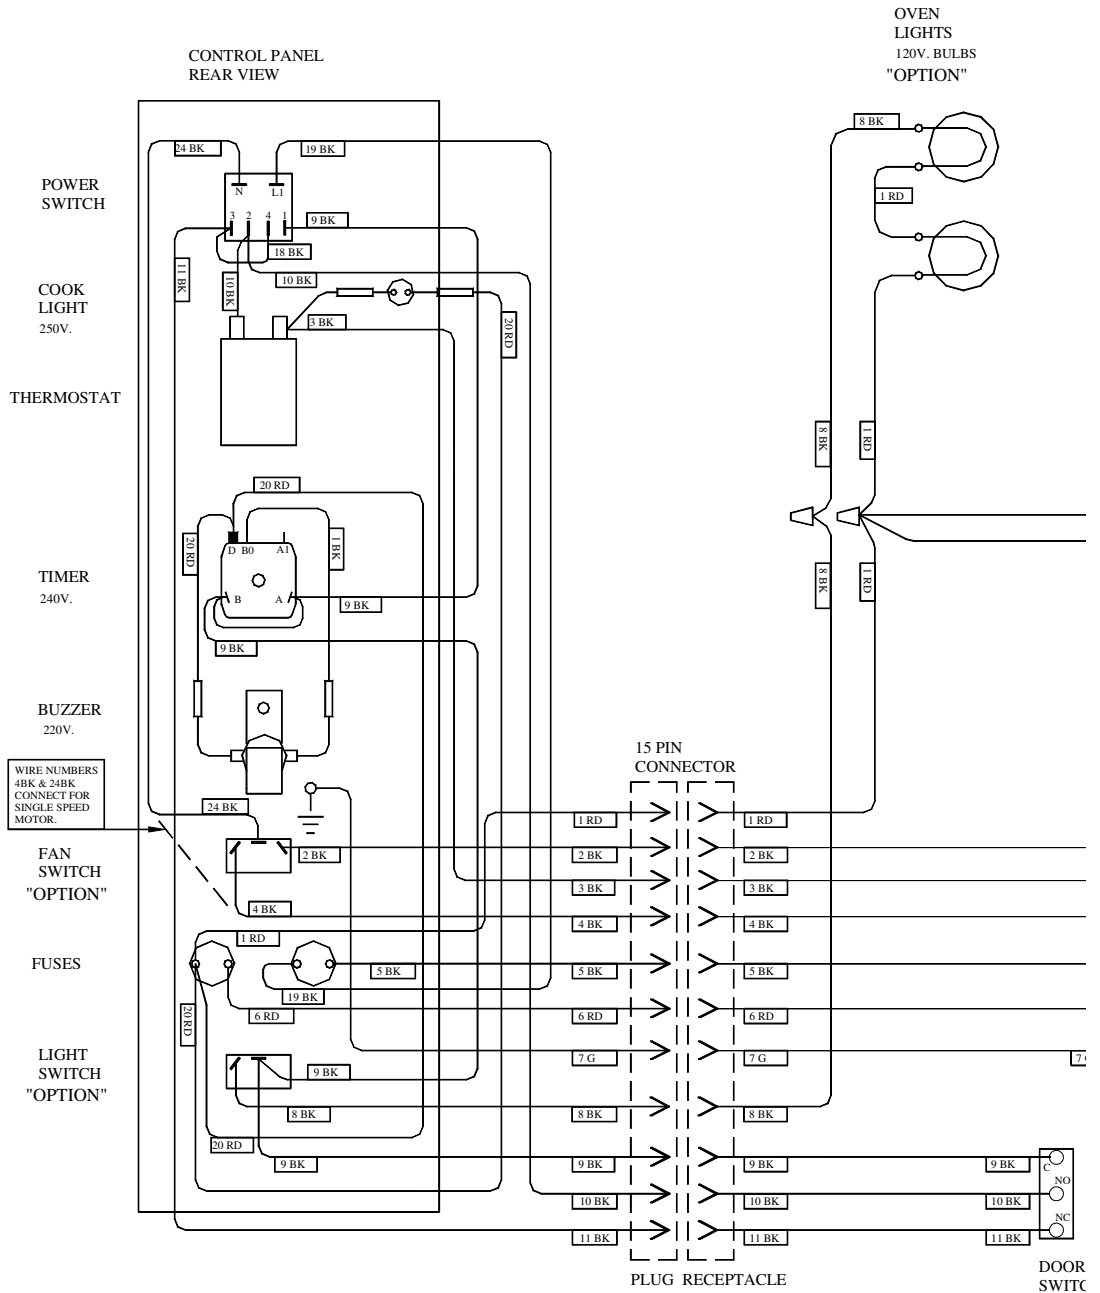 OVEN
LIGHTS
120V. BULBS
"OPTION"
CONTROL PANEL
REAR VIEW
8 BK
24 BK
19 BK
POWER
SWITCH
N
L1
1 RD
3
2
4
1
9 BK
18 BK
11 BK
10 BK
10 BK
COOK
LIGHT
250V.
3 BK
20 RD
THERMOSTAT
8 BK
1 RD
20 RD
20 RD
1 BK
D
B0
A1
TIMER
240V.
B
A
9 BK
8 BK
1 RD
9 BK
BUZZER
220V.
15 PIN
CONNECTOR
WIRE NUMBERS
4BK & 24BK
CONNECT FOR
SINGLE SPEED
MOTOR.
24 BK
1 RD
1 RD
FAN
SWITCH
"OPTION"
2 BK
2 BK
2 BK
3 BK
3 BK
4 BK
4 BK
4 BK
1 RD
FUSES
5 BK
5 BK
5 BK
19 BK
20 RD
6 RD
6 RD
6 RD
LIGHT
SWITCH
"OPTION"
9 BK
7 G
7 G
7 G
8 BK
8 BK
8 BK
20 RD
9 BK
9 BK
9 BK
9 BK
C
10 BK
10 BK
10 BK
NO
11 BK
11 BK
11 BK
NC
PLUG
RECEPTACLE
DOOR
SWITC